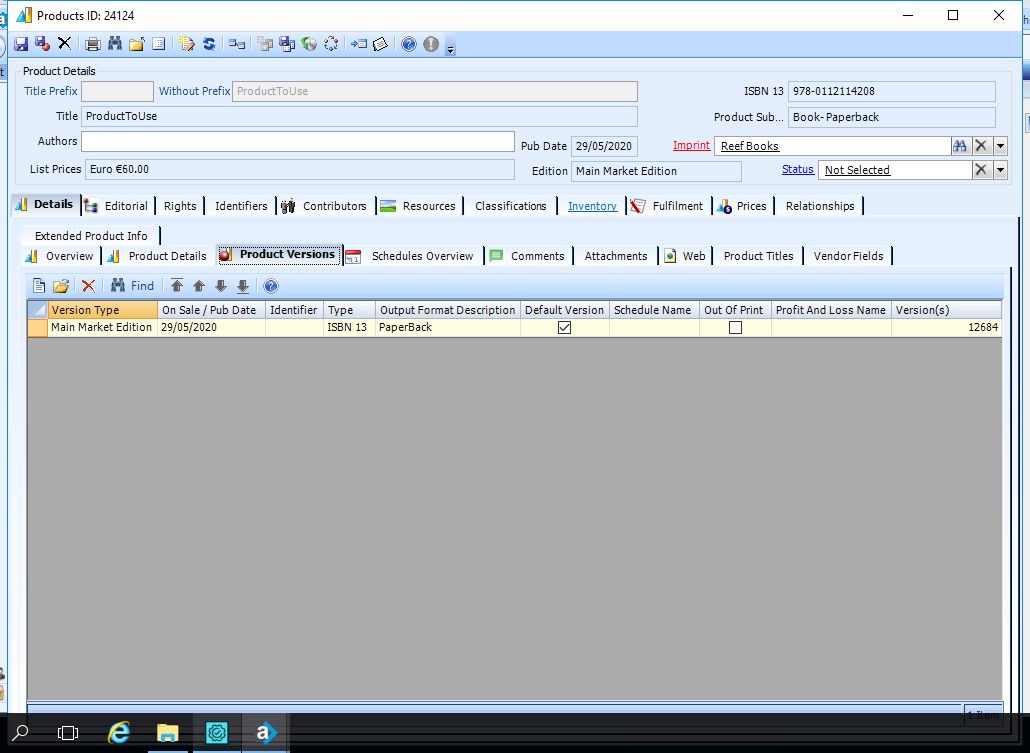 Products ID: 24124
Product Details
Title Prefix Without Prefix ProductToUse ISBN 13 978-0112114208
Title ProductToUse Product Sub... Book- Paperback
Authors Pub Date 29/05/2020 Imprint Reef Books
List Prices Euro €60.00 Edition Main Market Edition Status Not Selected
Details Editorial Rights Identifiers Contributors Resources Classifications Inventory Fulfilment Prices Relationships
Extended Product Info
Overview Product Details Product Versions Schedules Overview Comments Attachments Web Product Titles Vendor Fields
Find
Version Type On Sale / Pub Date Identifier Type Output Format Description Default Version Schedule Name Out Of Print Profit And Loss Name Version(s)
Main Market Edition 29/05/2020 ISBN 13 PaperBack 12684
1 Item